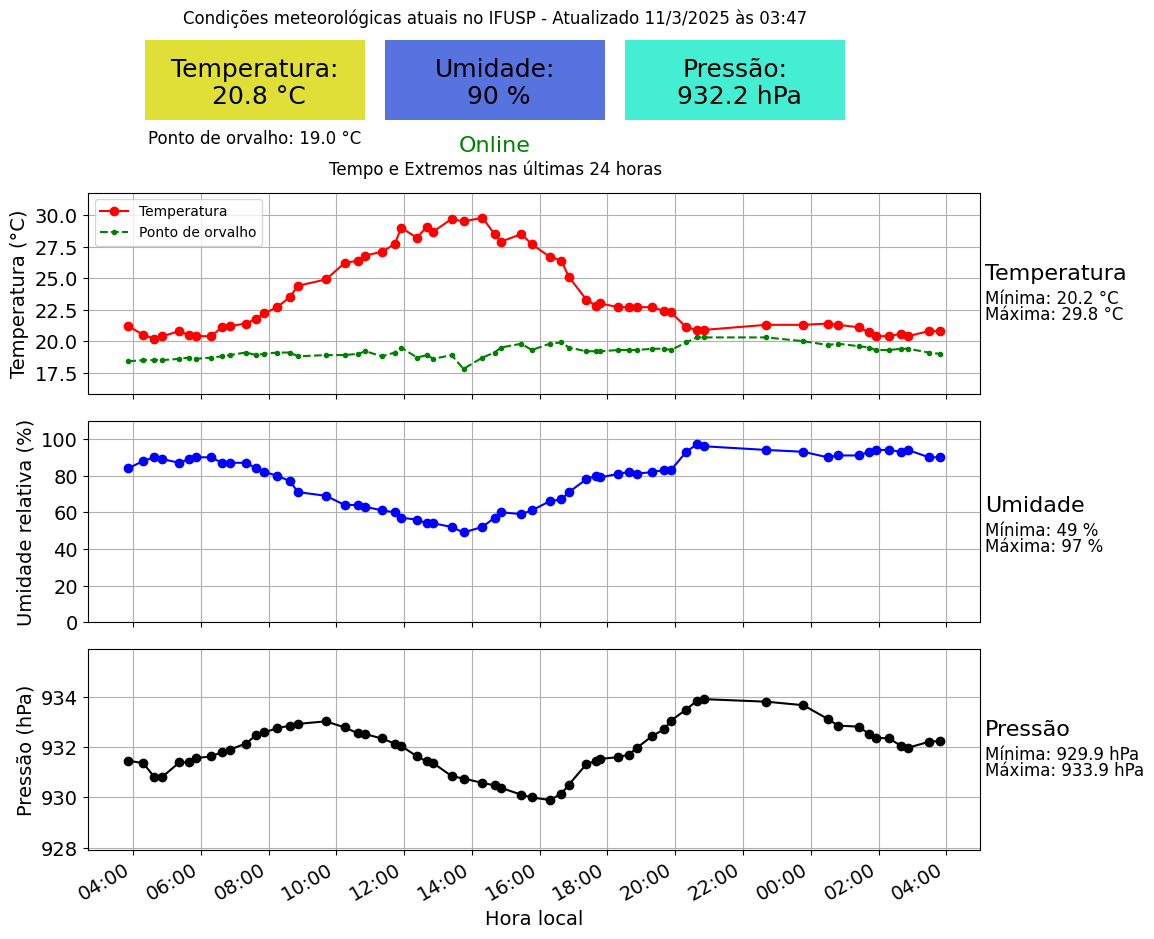 Condições meteorológicas atuais no IFUSP - Atualizado 11/3/2025 às 03:47
Temperatura:
20.8 °C
Umidade:
90 %
Pressão:
932.2 hPa
Ponto de orvalho: 19.0 °C
Online
Tempo e Extremos nas últimas 24 horas
Temperatura (°C)
30.0
27.5
25.0
22.5
20.0
17.5
Temperatura
Ponto de orvalho
Temperatura
Mínima: 20.2 °C
Máxima: 29.8 °C
Umidade relativa (%)
100
80
60
40
20
0
Umidade
Mínima: 49 %
Máxima: 97 %
Pressão (hPa)
934
932
930
928
Pressão
Mínima: 929.9 hPa
Máxima: 933.9 hPa
04:00 06:00 08:00 10:00 12:00 14:00 16:00 18:00 20:00 22:00 00:00 02:00 04:00
Hora local